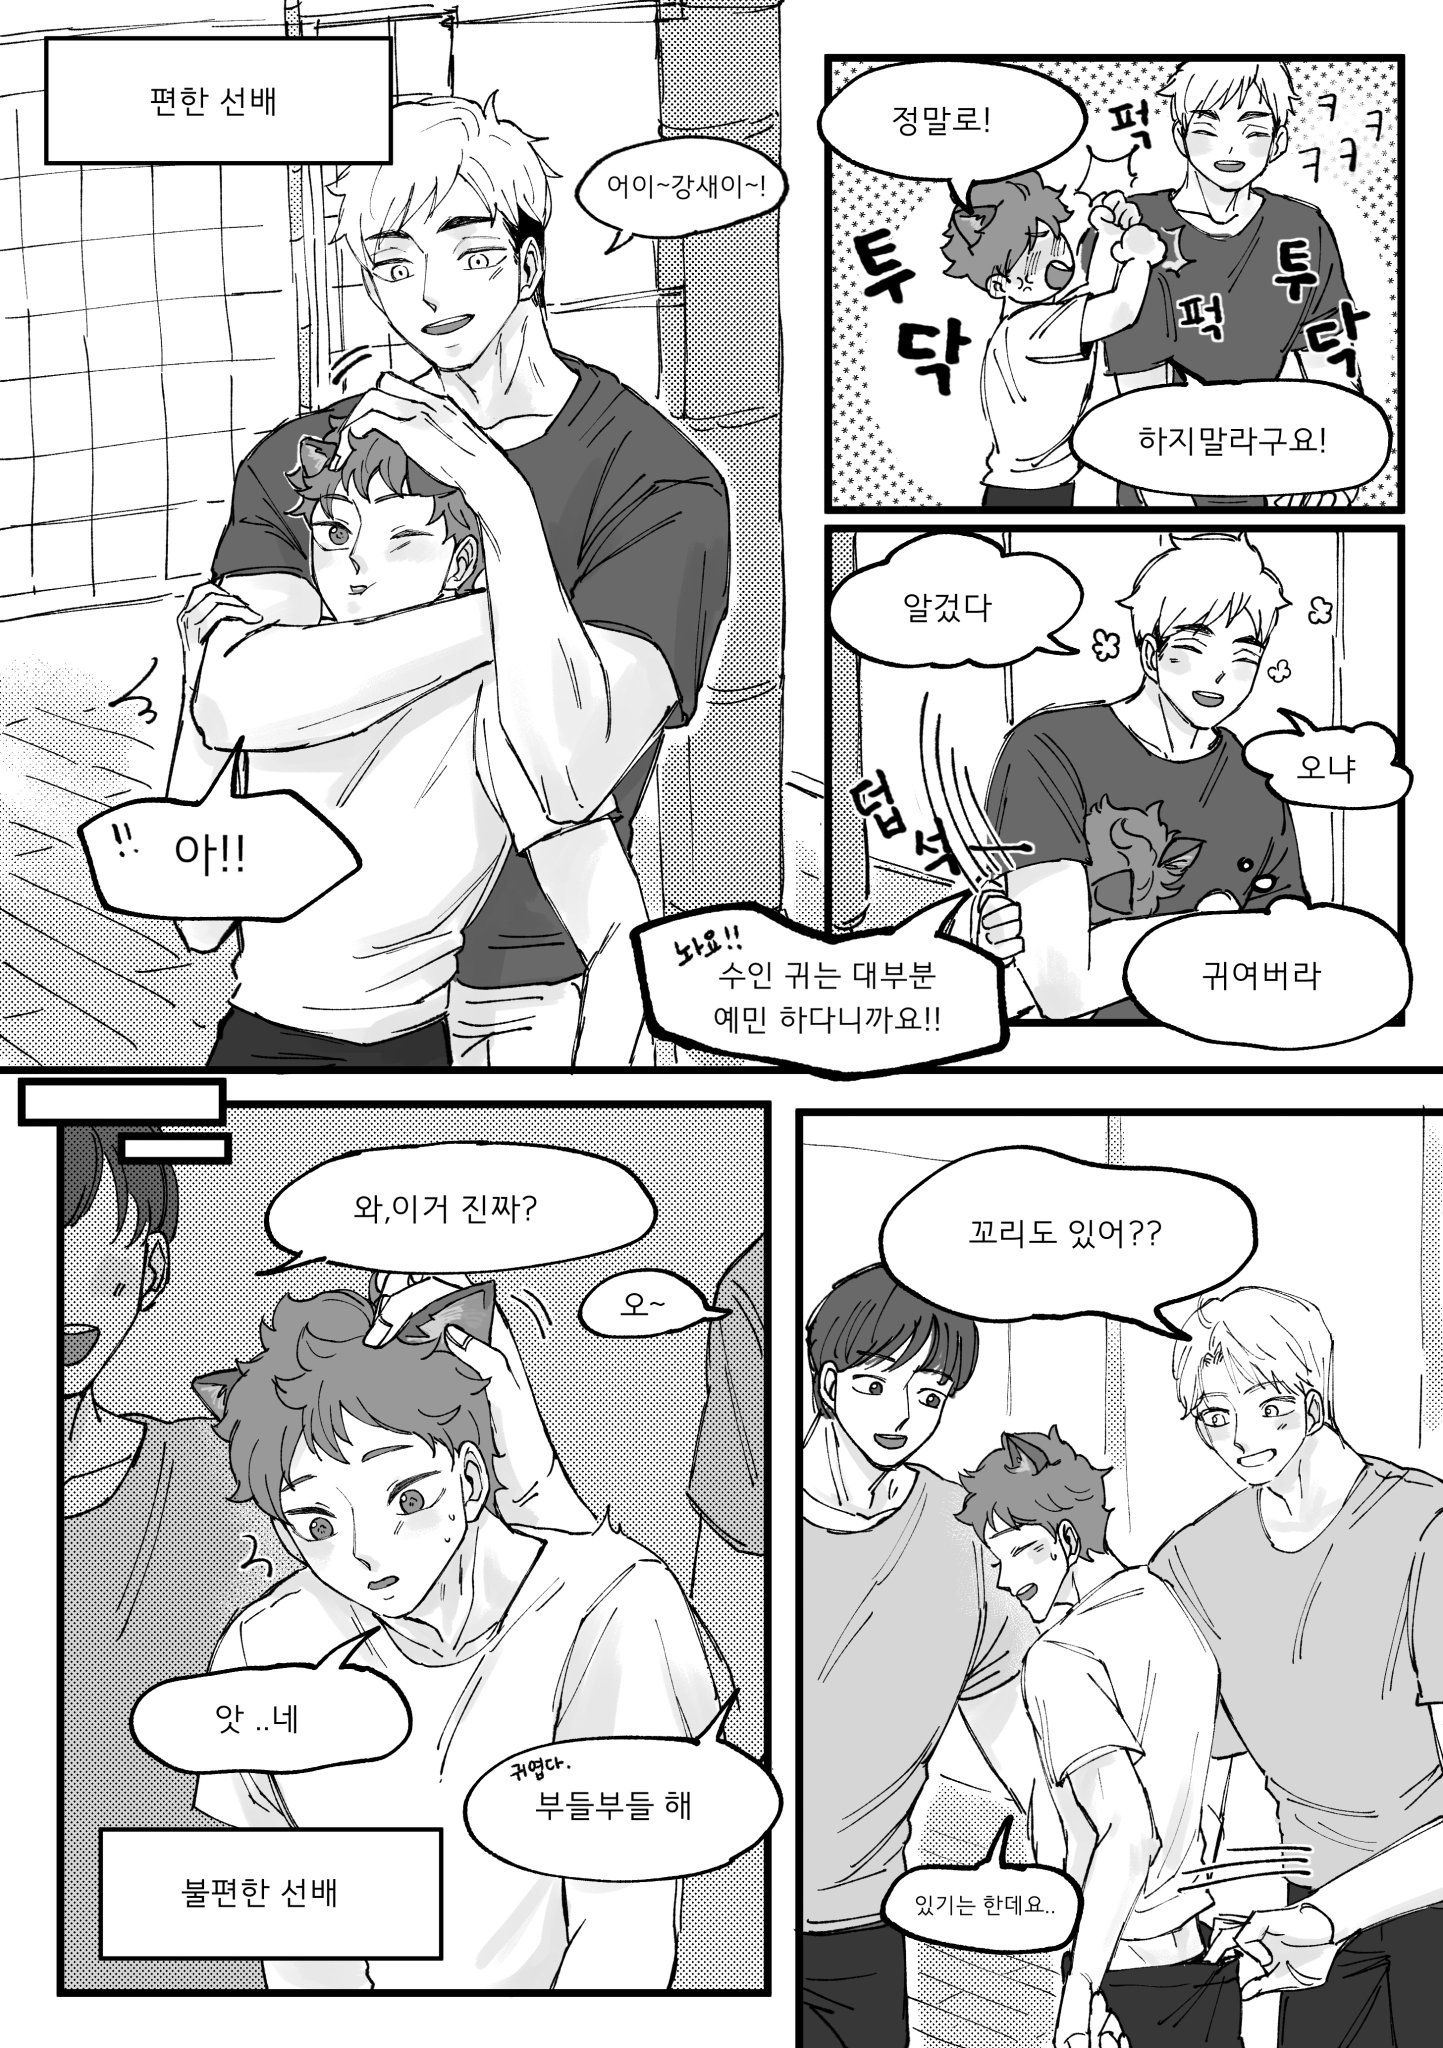 편한 선배
어이~강새이~!
!!
아!!
정말로!
퍽
ㅋ
ㅋ
ㅋㅋ
투
닥
퍽
투
닥
하지말라구요!
알겄다
오냐
덥
석
놔요!!
수인 귀는 대부분
예민 하다니까요!!
귀여버라
와,이거 진짜?
오~
앗 ..네
귀엽다.
부들부들 해
불편한 선배
꼬리도 있어??
있기는 한데요..